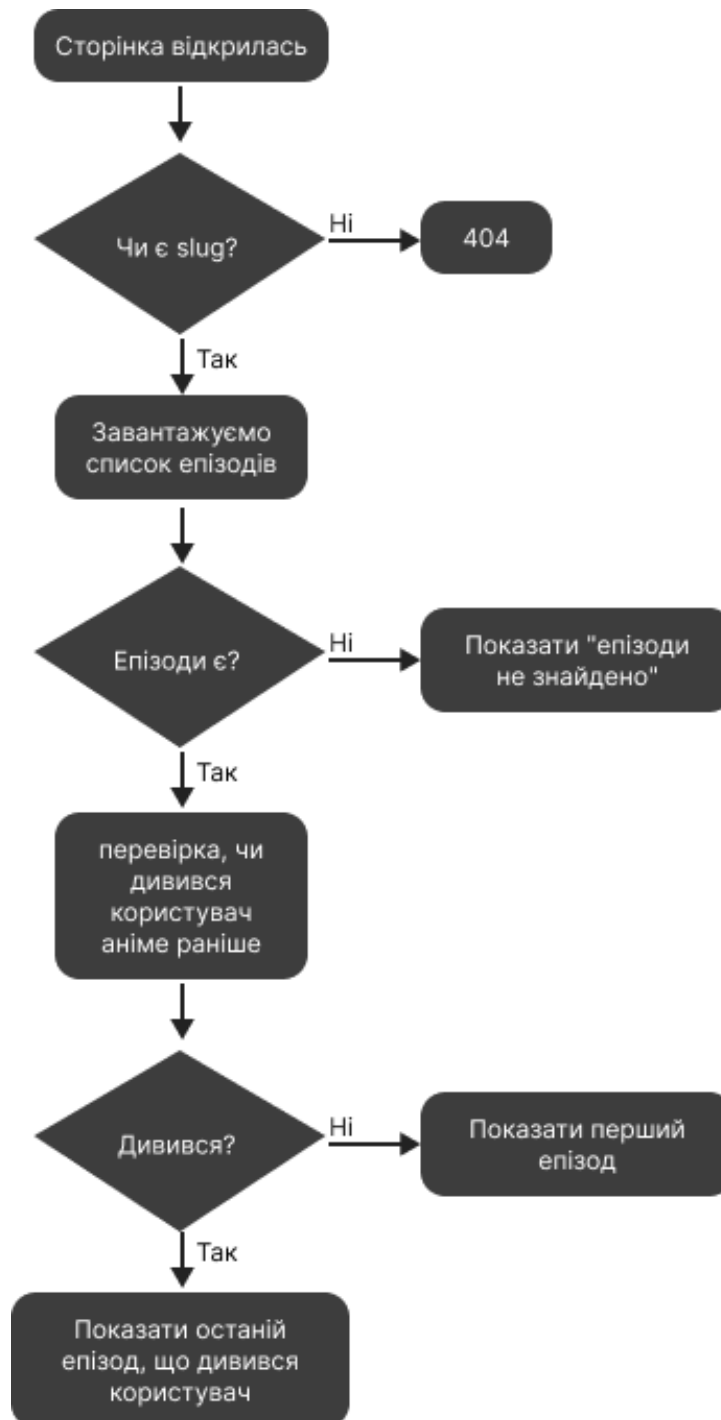 Сторінка відкрилась
Чи є slug?
Ні
404
Так
Завантажуємо
список епізодів
Епізоди є?
Ні
Показати "епізоди
не знайдено"
Так
перевірка, чи
дивився
користувач
аніме раніше
Дивився?
Ні
Показати перший
епізод
Так
Показати останій
епізод, що дивився
користувач